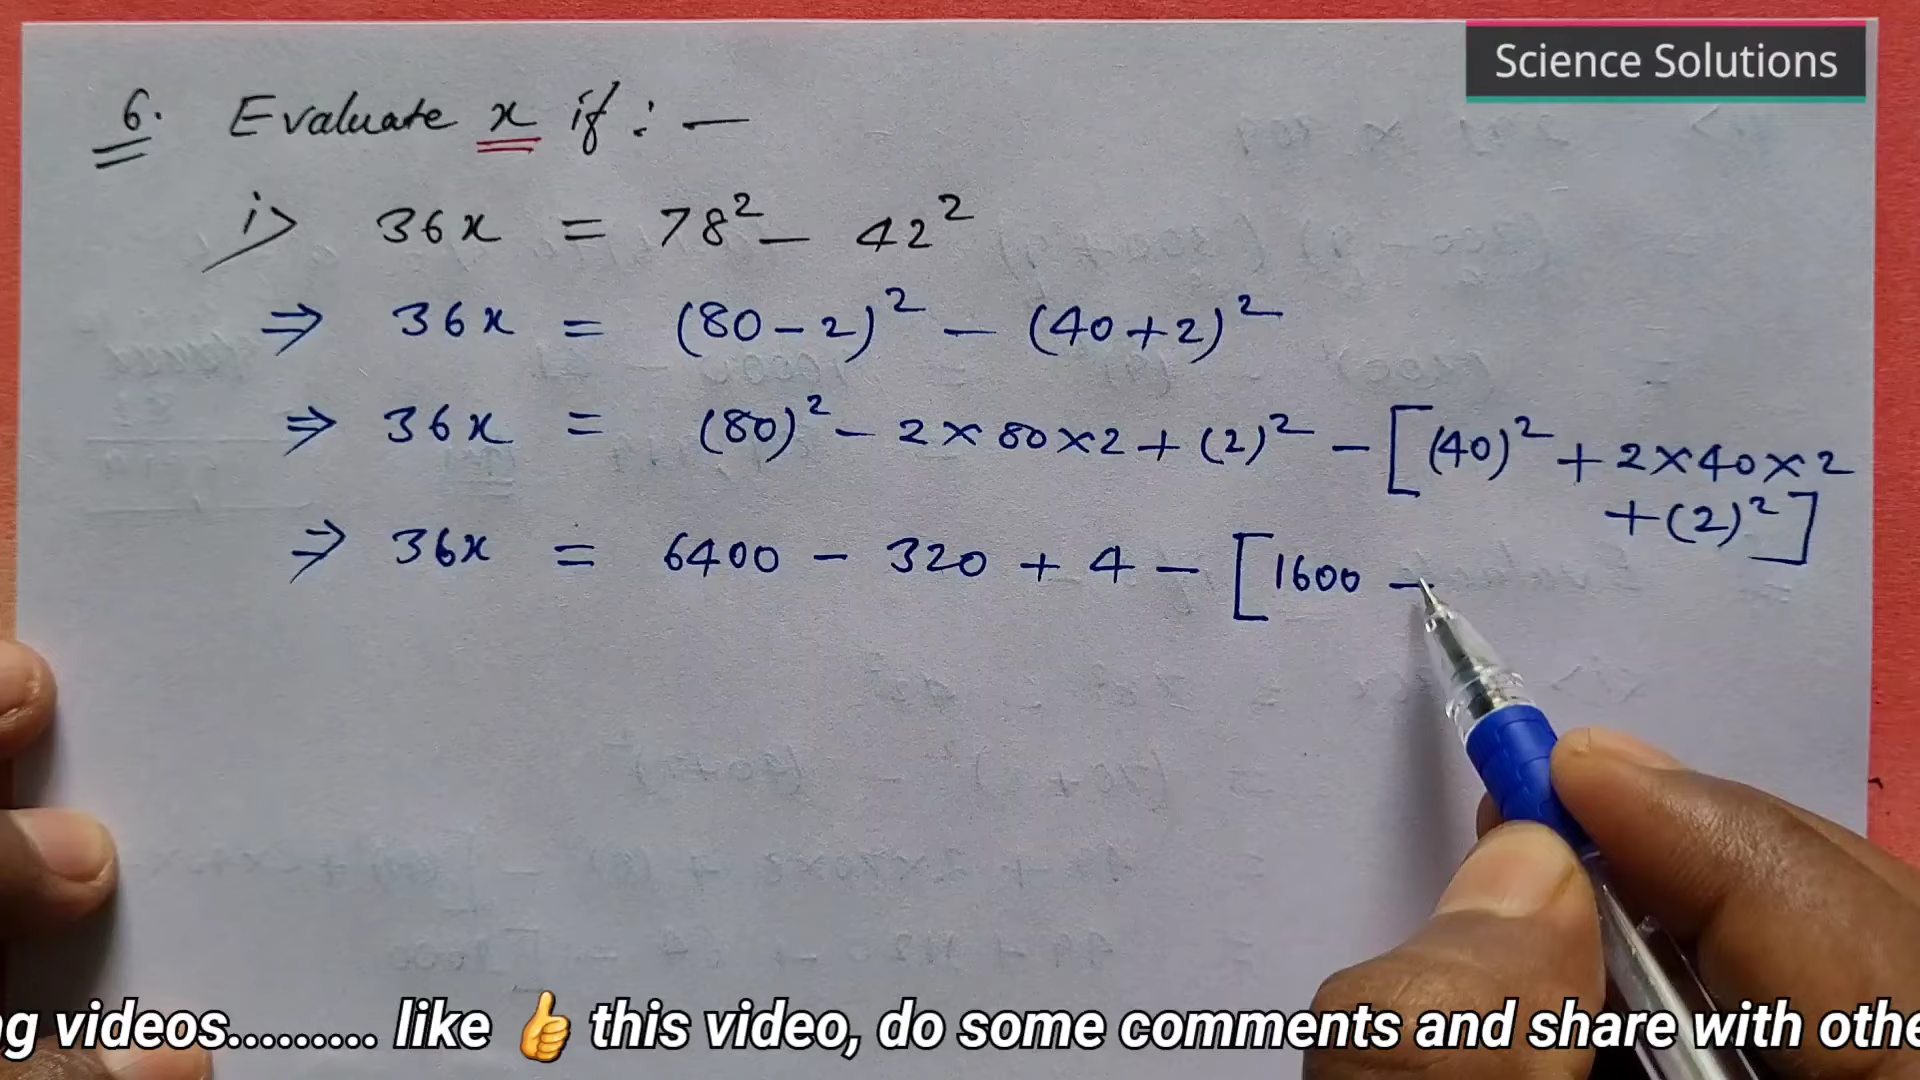 Science Solutions
6. Evaluate x if : —
i> 36x = 78² - 42²
⇒ 36x = (80-2)² - (40+2)²
⇒ 36x = (80)² - 2×80×2 + (2)² - [(40)² + 2×40×2
+(2)²]
⇒ 36x = 6400 - 320 + 4 - [1600 -
g videos......... like 👍 this video, do some comments and share with othe